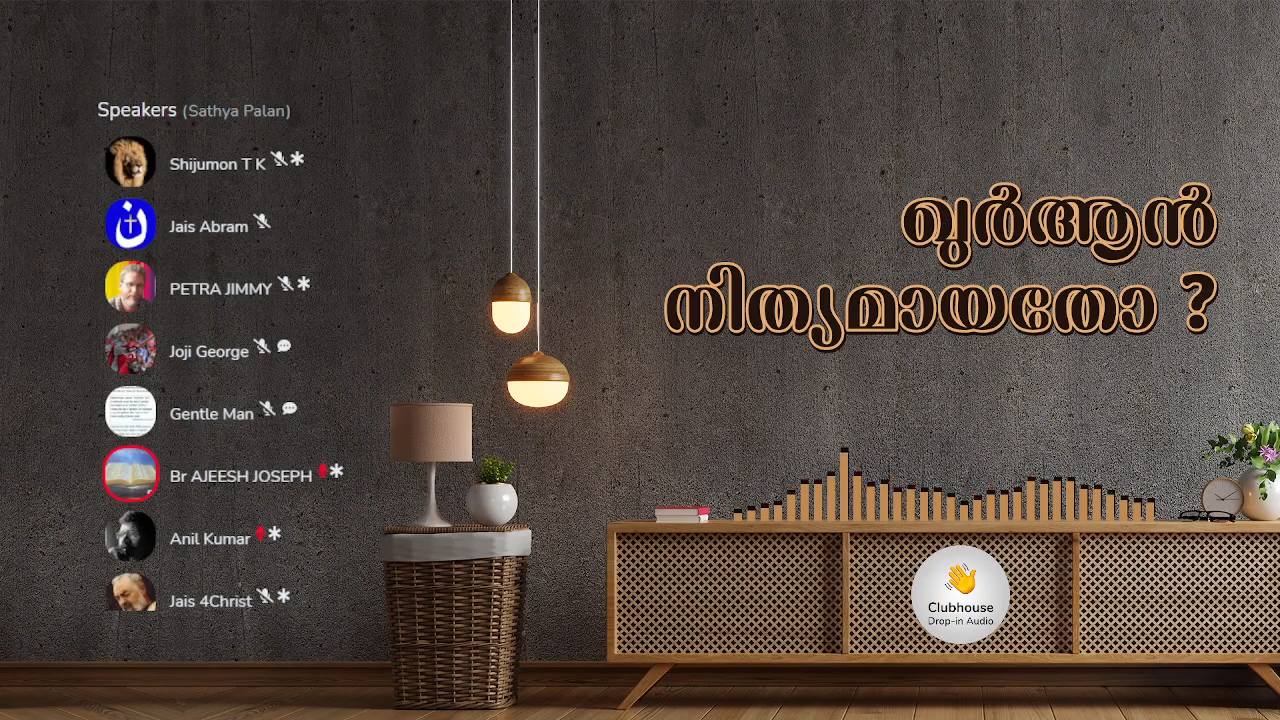 Speakers (Sathya Palan)
Shijumon T K
Jais Abram
PETRA JIMMY
Joji George
Gentle Man
Br AJEESH JOSEPH
Anil Kumar
Jais 4Christ
ഖുർആൻ
നിത്യമായതോ ?
Clubhouse
Drop-in Audio